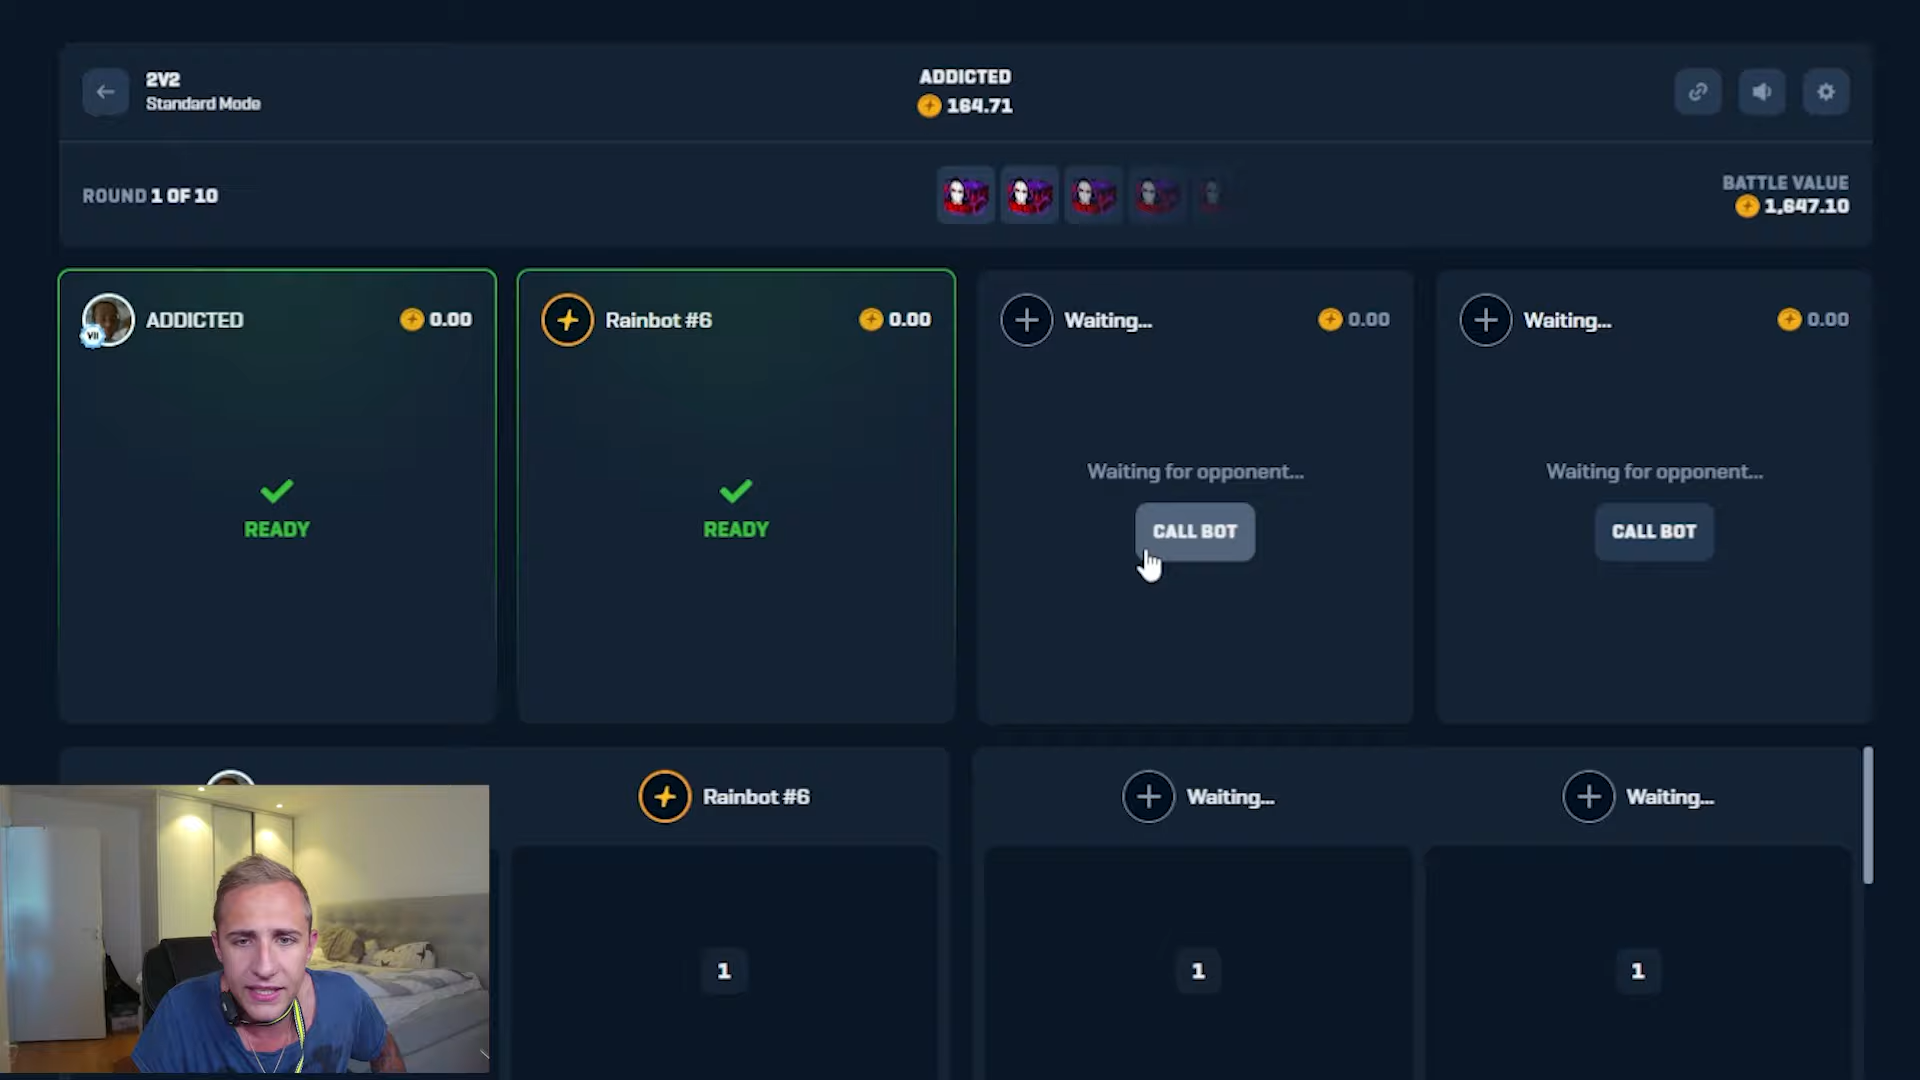 2V2
Standard Mode
ADDICTED
164.71
ROUND 1 OF 10
BATTLE VALUE
1,647.10
ADDICTED
0.00
Rainbot #6
0.00
Waiting...
0.00
Waiting...
0.00
READY
READY
Waiting for opponent...
CALL BOT
Waiting for opponent...
CALL BOT
Rainbot #6
Waiting...
Waiting...
1
1
1